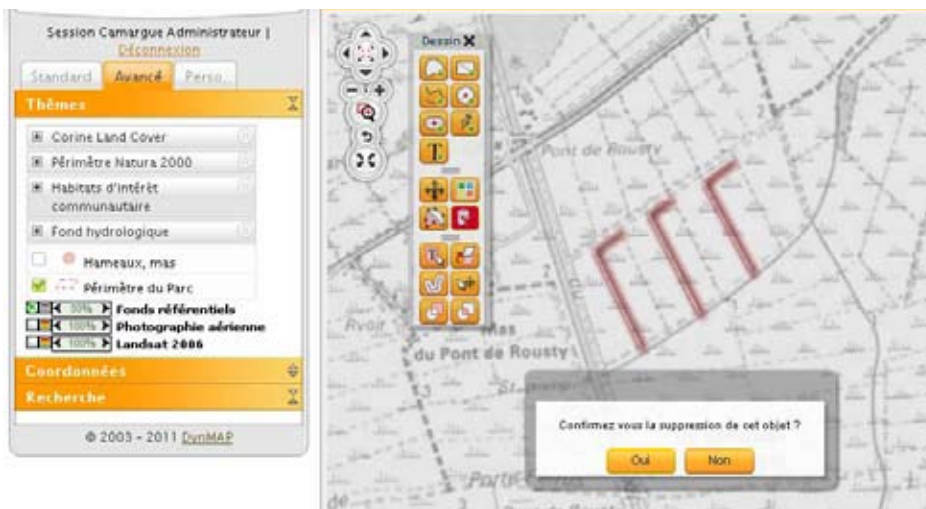 Session Camargue Administrateur |
Déconnexion
Standard Avancé Perso...
Thèmes
Corine Land Cover
Périmètre Natura 2000
Habitats d'intérêt
communautaire
Fond hydrologique
Hameaux, mas
Périmètre du Parc
50% Fonds référentiels
100% Photographie aérienne
100% Landsat 2006
Coordonnées
Recherche
© 2003 - 2011 DynMAP
Dessin X
T
Pont de Rousty
Mas
du Pont de Rousty
Confirmez vous la suppression de cet objet ?
Oui Non